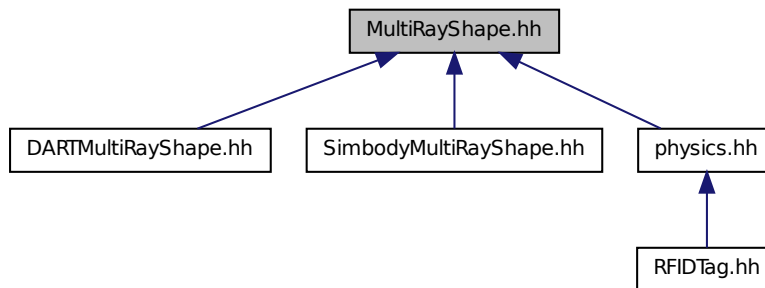 MultiRayShape.hh
DARTMultiRayShape.hh
SimbodyMultiRayShape.hh
physics.hh
RFIDTag.hh